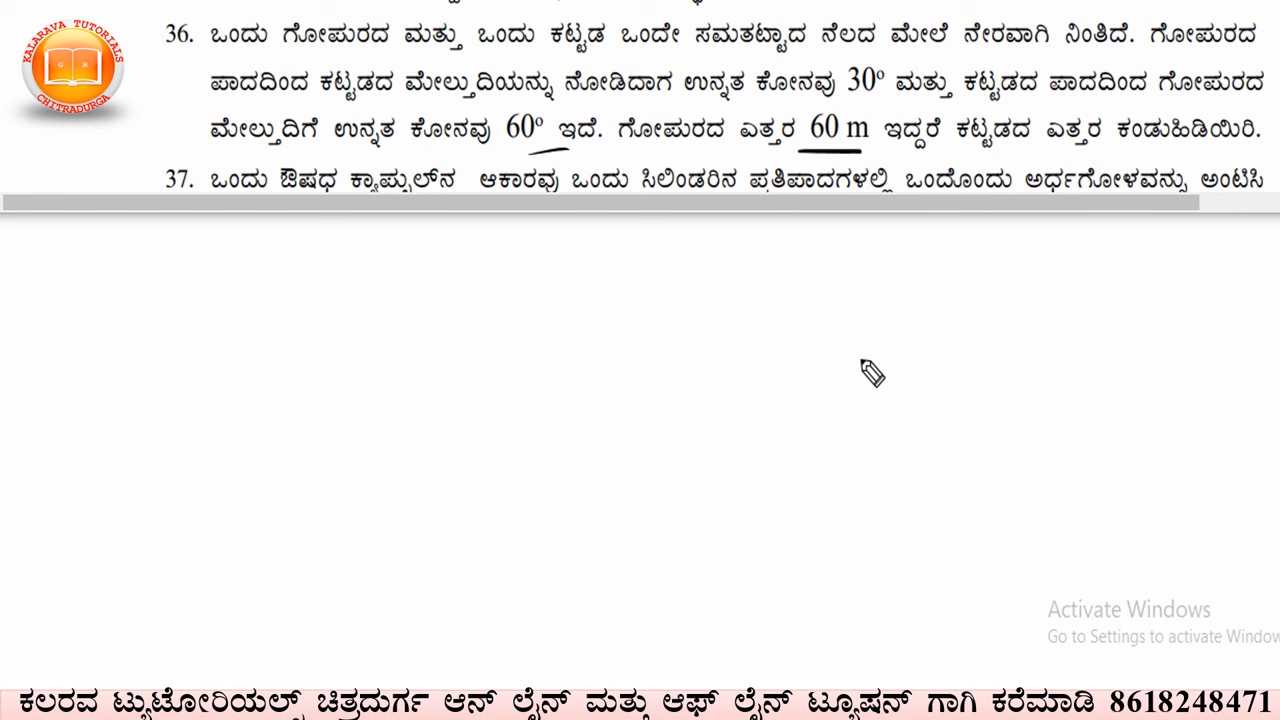 KALARAVA TUTORIALS
G K
CHITRADURGA
36. ಒಂದು ಗೋಪುರದ ಮತ್ತು ಒಂದು ಕಟ್ಟಡ ಒಂದೇ ಸಮತಟ್ಟಾದ ನೆಲದ ಮೇಲೆ ನೇರವಾಗಿ ನಿಂತಿದೆ. ಗೋಪುರದ
ಪಾದದಿಂದ ಕಟ್ಟಡದ ಮೇಲ್ತುದಿಯನ್ನು ನೋಡಿದಾಗ ಉನ್ನತ ಕೋನವು 30° ಮತ್ತು ಕಟ್ಟಡದ ಪಾದದಿಂದ ಗೋಪುರದ
ಮೇಲ್ತುದಿಗೆ ಉನ್ನತ ಕೋನವು 60° ಇದೆ. ಗೋಪುರದ ಎತ್ತರ 60 m ಇದ್ದರೆ ಕಟ್ಟಡದ ಎತ್ತರ ಕಂಡುಹಿಡಿಯಿರಿ.
37. ಒಂದು ಔಷಧ ಕ್ಯಾಪ್ಸುಲ್‌ನ ಆಕಾರವು ಒಂದು ಸಿಲಿಂಡರಿನ ಪ್ರತಿಪಾದಗಳಲ್ಲಿ ಒಂದೊಂದು ಅರ್ಧಗೋಳವನ್ನು ಅಂಟಿಸಿ
Activate Windows
Go to Settings to activate Window
ಕಲರವ ಟ್ಯುಟೋರಿಯಲ್ಸ್ ಚಿತ್ರದುರ್ಗ ಆನ್ ಲೈನ್ ಮತ್ತು ಆಫ್ ಲೈನ್ ಟ್ಯೂಷನ್ ಗಾಗಿ ಕರೆಮಾಡಿ 8618248471